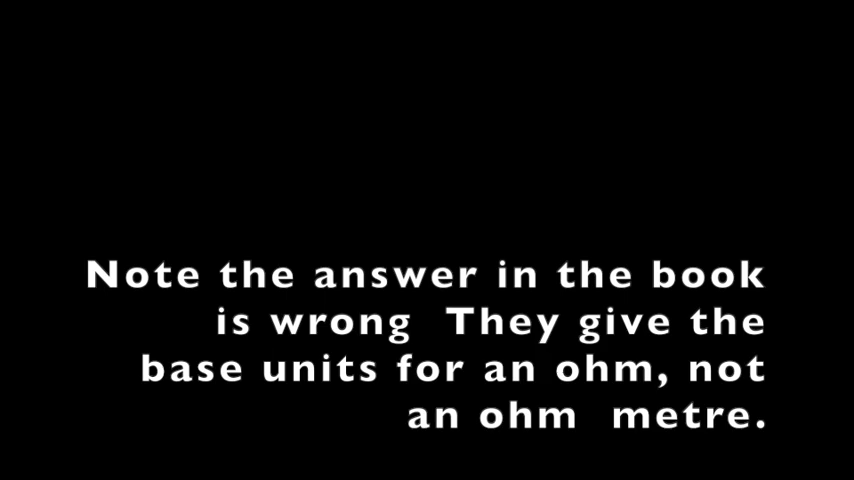 Note the answer in the book
is wrong  They give the
base units for an ohm, not
an ohm  metre.